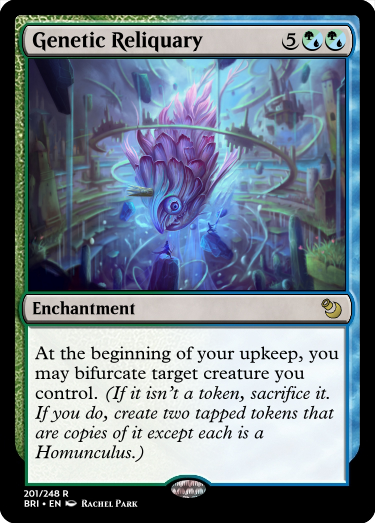 Genetic Reliquary 5
Enchantment
At the beginning of your upkeep, you
may bifurcate target creature you
control. (If it isn't a token, sacrifice it.
If you do, create two tapped tokens that
are copies of it except each is a
Homunculus.)
201/248 R
BRI • EN Rachel Park